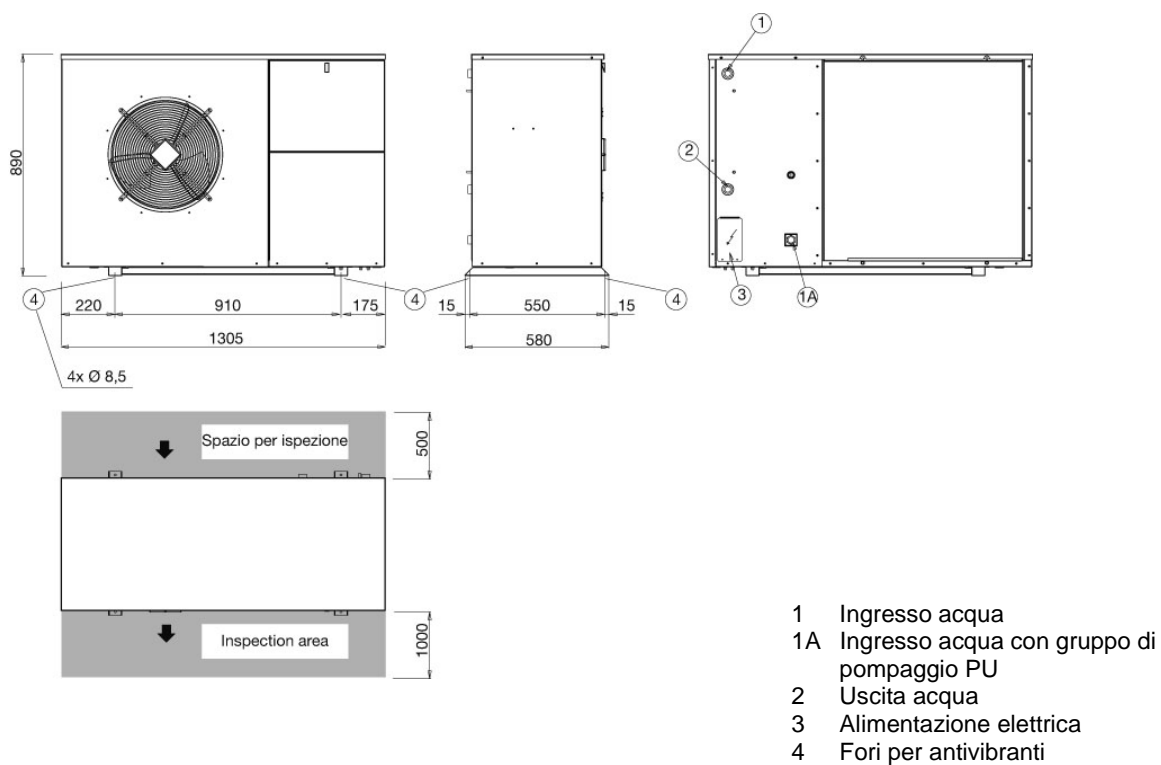 1
890
2
4
4
4
3
1A
220
910
175
15
550
15
1305
580
4x Ø 8,5
Spazio per ispezione
500
Inspection area
1000
1 Ingresso acqua
1A Ingresso acqua con gruppo di
pompaggio PU
2 Uscita acqua
3 Alimentazione elettrica
4 Fori per antivibranti